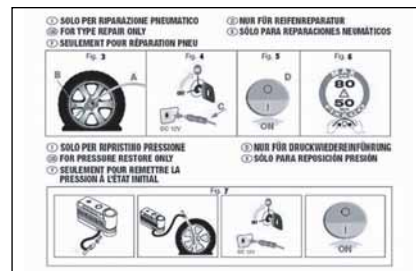 I SOLO PER RIPARAZIONE PNEUMATICO
GB FOR TYPE REPAIR ONLY
F SEULEMENT POUR RÉPARATION PNEU
D NUR FÜR REIFENREPARATUR
E SÓLO PARA REPARACIONES NEUMÁTICOS
Fig. 3
B
A
Fig. 4
C
DC 12V
Fig. 5
D
O
I
ON
Fig. 6
MAX
80
50
I SOLO PER RIPRISTINO PRESSIONE
GB FOR PRESSURE RESTORE ONLY
F SEULEMENT POUR REMETTRE LA
PRESSION À L'ÉTAT INITIAL
D NUR FÜR DRUCKWIEDEREINFÜHRUNG
E SÓLO PARA REPOSICIÓN PRESIÓN
Fig. 7
DC 12V
O
I
ON